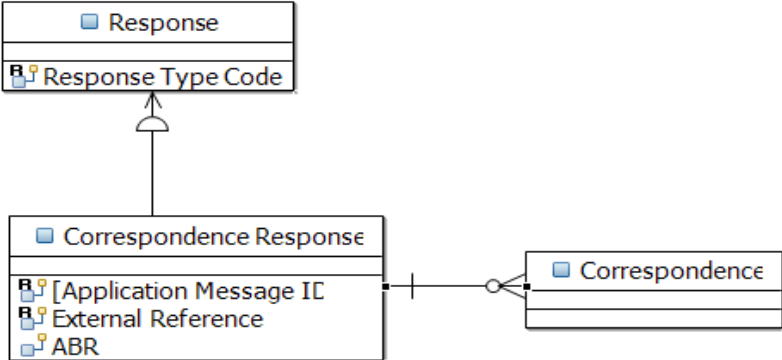 Response
Response Type Code
Correspondence Response
[Application Message ID
External Reference
ABR
Correspondence